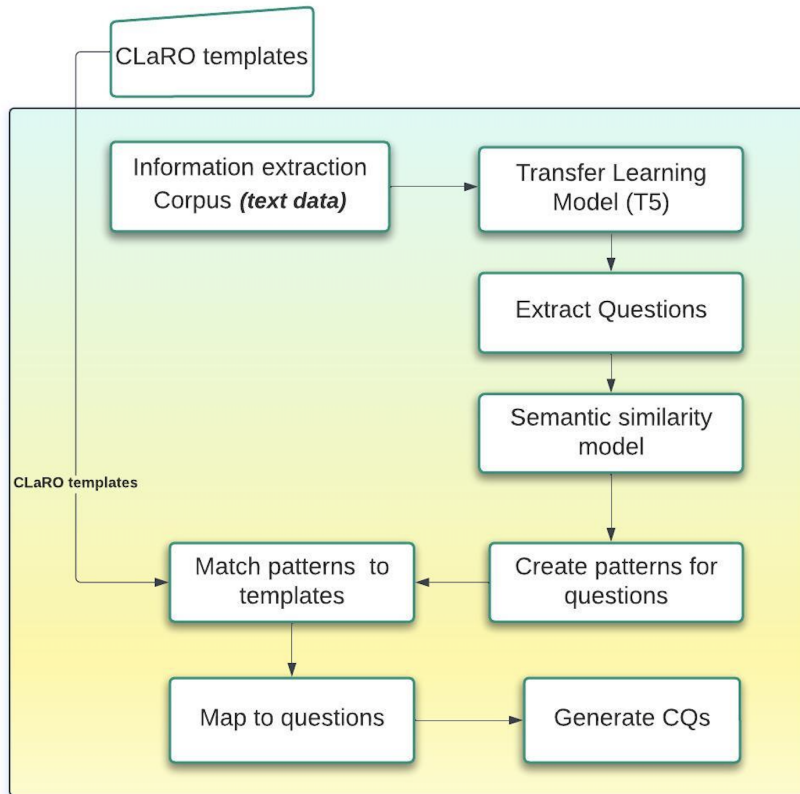 CLaRO templates
Information extraction
Corpus (text data)
Transfer Learning
Model (T5)
Extract Questions
Semantic similarity
model
CLaRO templates
Match patterns to
templates
Create patterns for
questions
Map to questions
Generate CQs